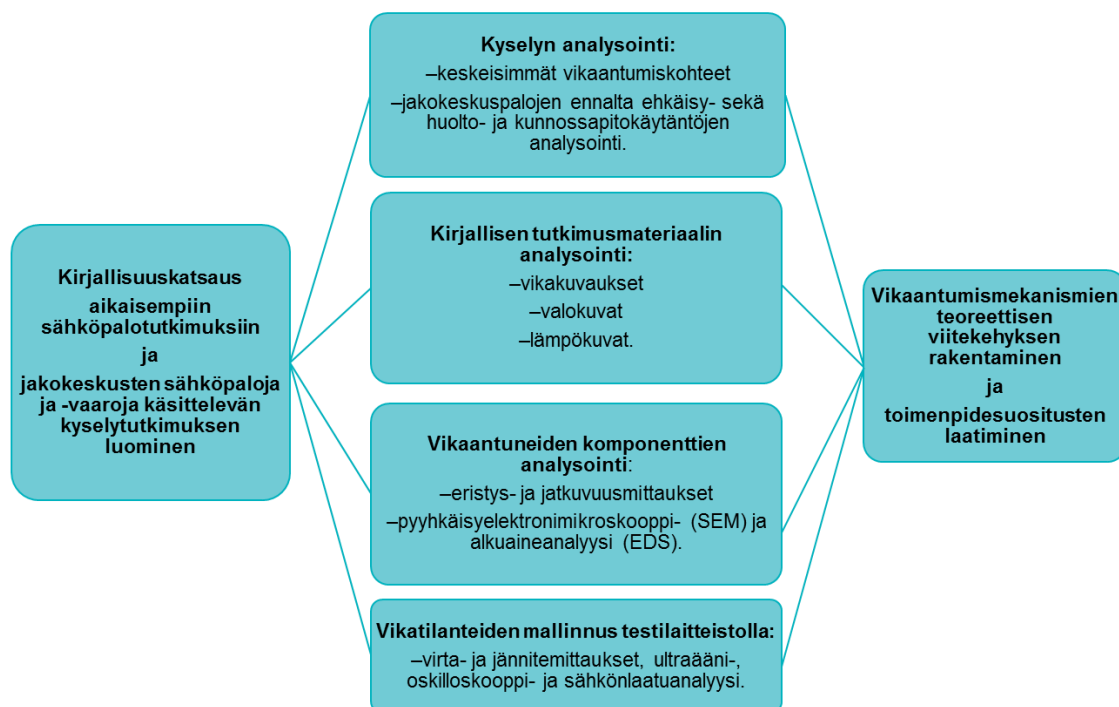 Kirjallisuuskatsaus
aikaisempiin
sähköpalotutkimuksiin
ja
jakokeskusten sähköpaloja
ja -vaaroja käsittelevän
kyselytutkimuksen
luominen
Kyselyn analysointi:
–keskeisimmät vikaantumiskohteet
–jakokeskuspalojen ennalta ehkäisy- sekä
huolto- ja kunnossapitokäytäntöjen
analysointi.
Kirjallisen tutkimusmateriaalin
analysointi:
–vikakuvaukset
–valokuvat
–lämpökuvat.
Vikaantuneiden komponenttien
analysointi:
–eristys- ja jatkuvuusmittaukset
–pyyhkäisyelektronimikroskooppi- (SEM) ja
alkuaineanalyysi (EDS).
Vikatilanteiden mallinnus testilaitteistolla:
–virta- ja jännitemittaukset, ultraääni-,
oskilloskooppi- ja sähkönlaatuanalyysi.
Vikaantumismekanismien
teoreettisen
viitekehyksen
rakentaminen
ja
toimenpidesuositusten
laatiminen